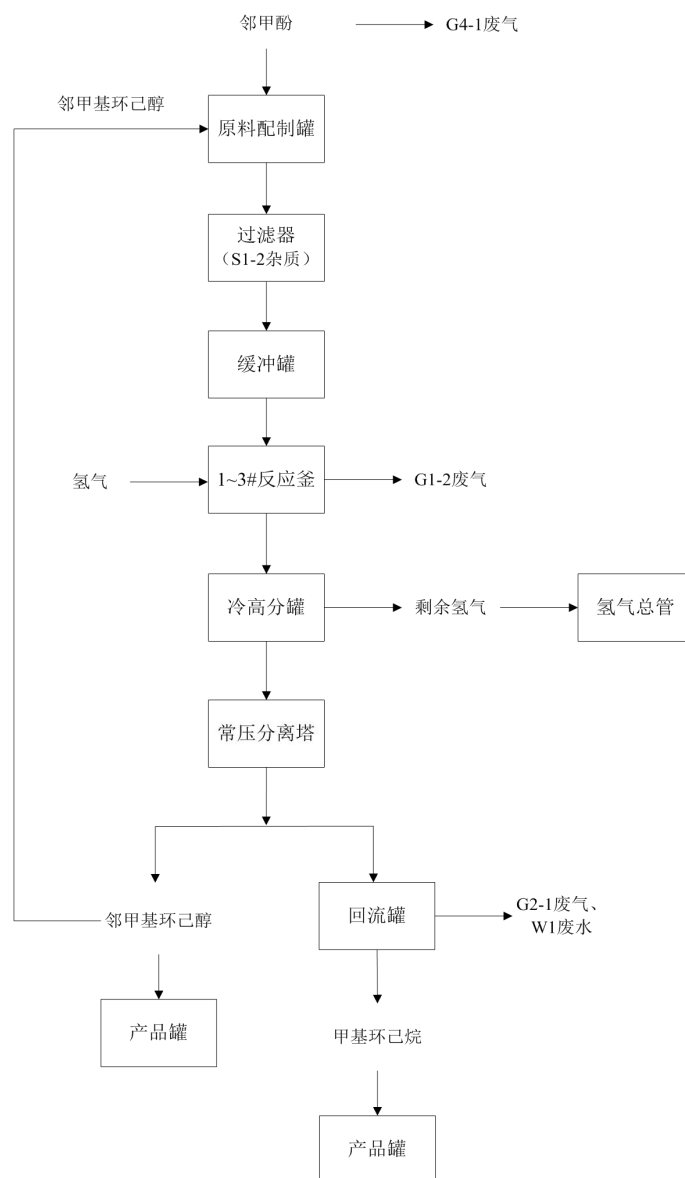 邻甲酚
G4-1废气
邻甲基环己醇
原料配制罐
过滤器
（S1-2杂质）
缓冲罐
氢气
1~3#反应釜
G1-2废气
冷高分罐
剩余氢气
氢气总管
常压分离塔
邻甲基环己醇
回流罐
G2-1废气、
W1废水
产品罐
甲基环己烷
产品罐